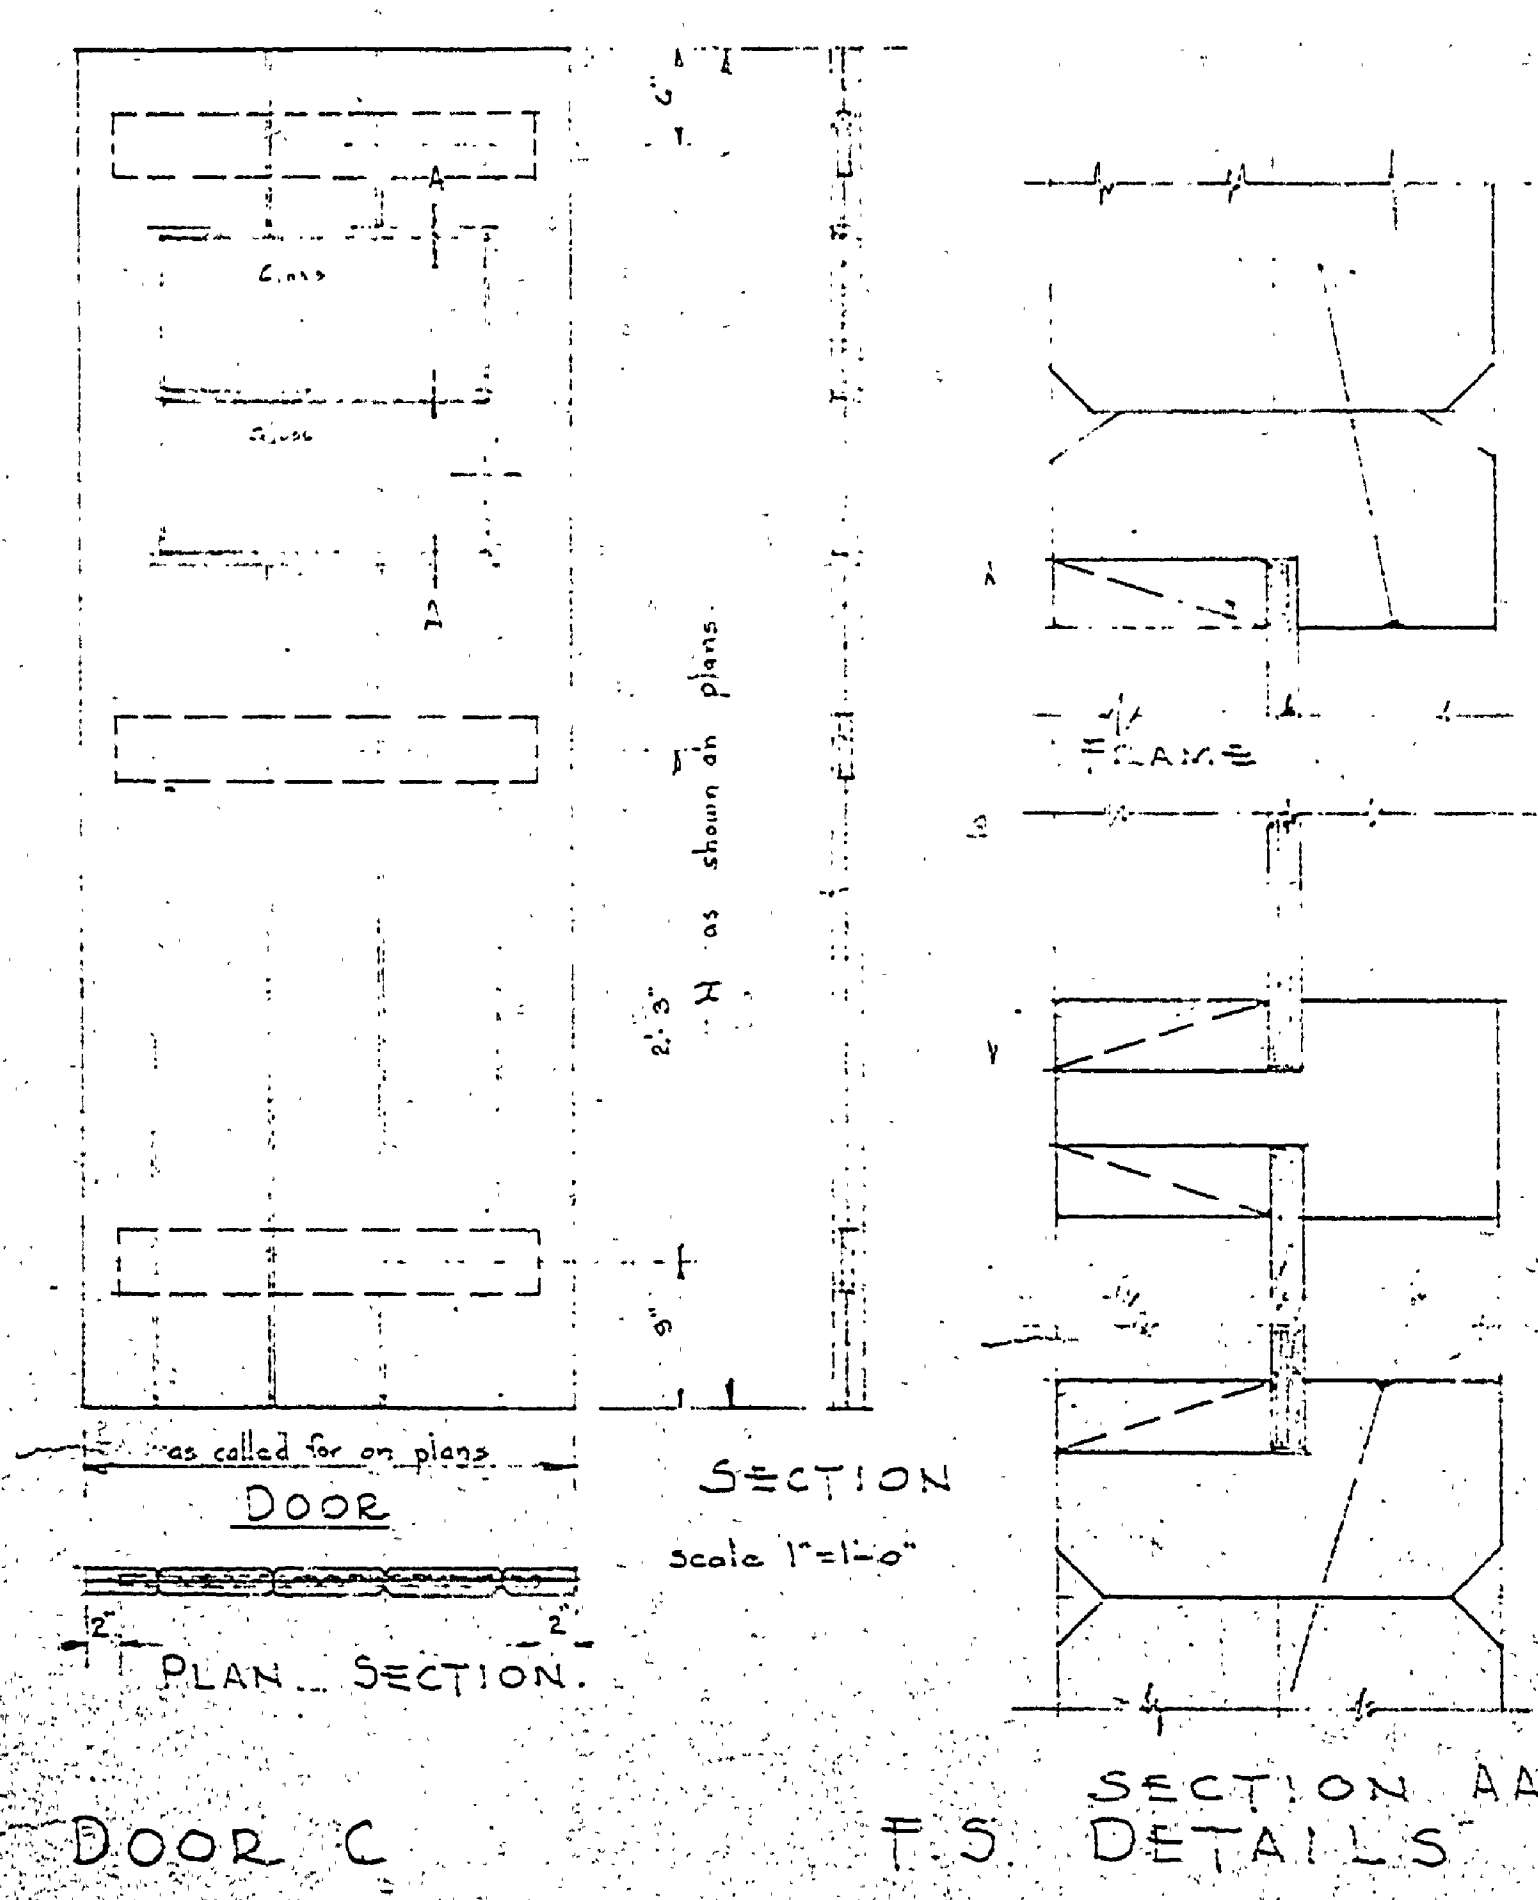 6"
A
Glass
Glass
A
H as shown on plans.
2'-3"
9"
as called for on plans
DOOR
SECTION
scale 1"=1'-0"
2"
2"
PLAN SECTION.
DOOR C
FRAME
SECTION AA
F.S. DETAILS